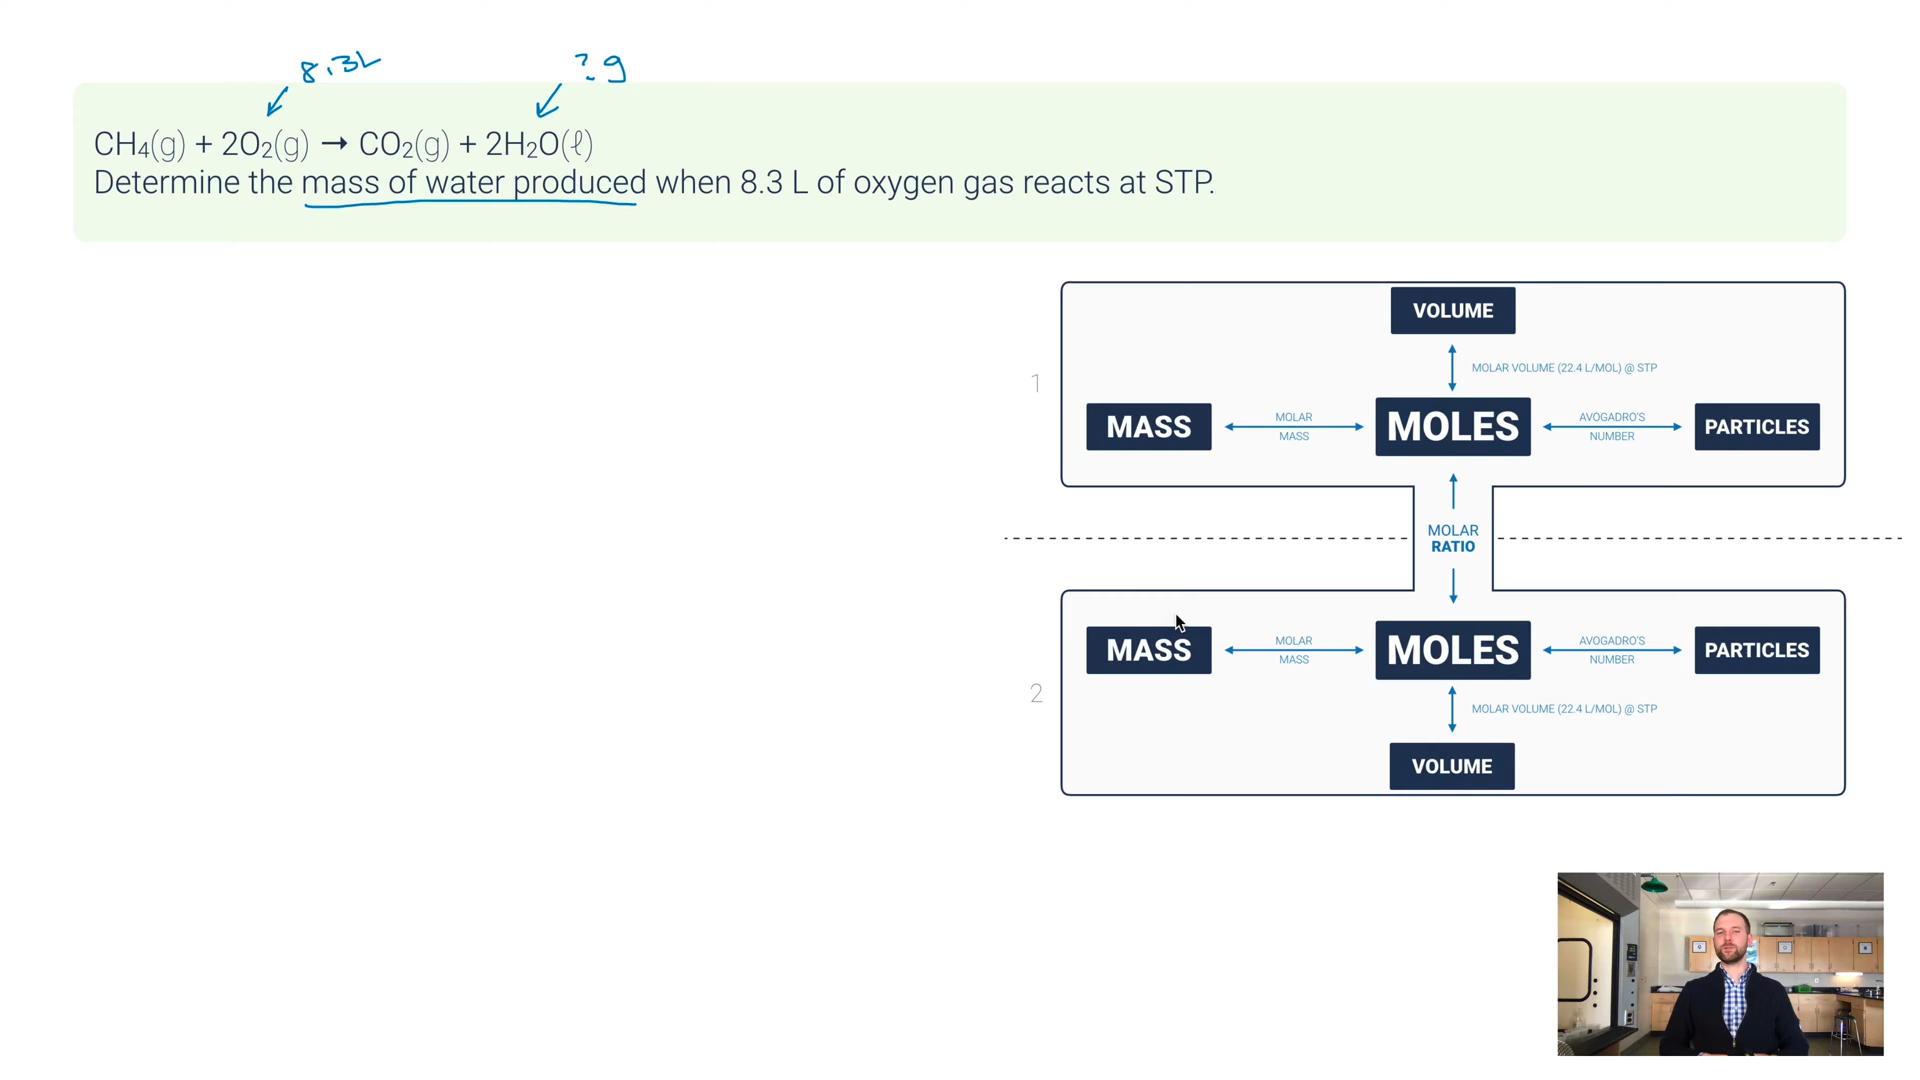 8.3L
? g
CH₄(g) + 2O₂(g) → CO₂(g) + 2H₂O(ℓ)
Determine the mass of water produced when 8.3 L of oxygen gas reacts at STP.
VOLUME
MOLAR VOLUME (22.4 L/MOL) @ STP
1
MASS
MOLAR
MASS
MOLES
AVOGADRO'S
NUMBER
PARTICLES
MOLAR
RATIO
MASS
MOLAR
MASS
MOLES
AVOGADRO'S
NUMBER
PARTICLES
2
MOLAR VOLUME (22.4 L/MOL) @ STP
VOLUME